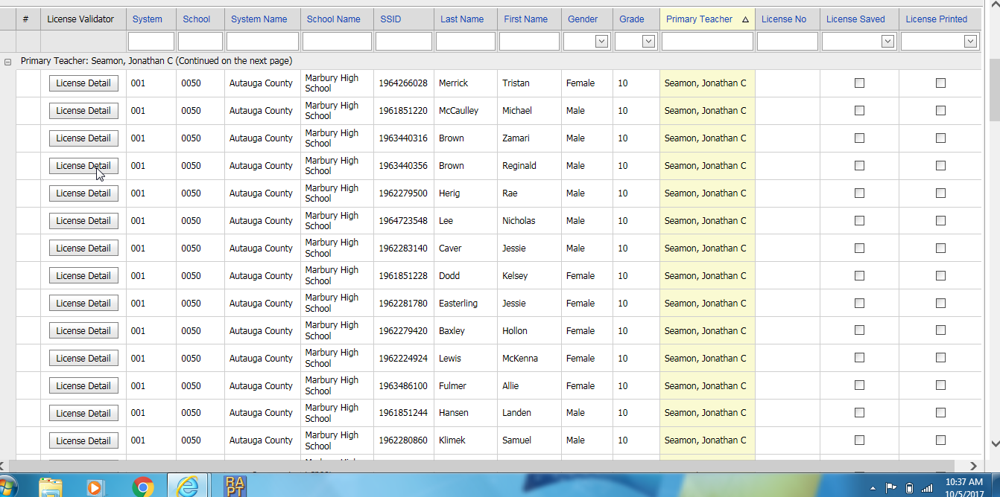 # License Validator System School System Name School Name SSID Last Name First Name Gender Grade Primary Teacher License No License Saved License Printed
Primary Teacher: Seamon, Jonathan C (Continued on the next page)
License Detail 001 0050 Autauga County Marbury High School 1964266028 Merrick Tristan Female 10 Seamon, Jonathan C
License Detail 001 0050 Autauga County Marbury High School 1961851220 McCaulley Michael Male 10 Seamon, Jonathan C
License Detail 001 0050 Autauga County Marbury High School 1963440316 Brown Zamari Male 10 Seamon, Jonathan C
License Detail 001 0050 Autauga County Marbury High School 1963440356 Brown Reginald Male 10 Seamon, Jonathan C
License Detail 001 0050 Autauga County Marbury High School 1962279500 Herig Rae Male 10 Seamon, Jonathan C
License Detail 001 0050 Autauga County Marbury High School 1964723548 Lee Nicholas Male 10 Seamon, Jonathan C
License Detail 001 0050 Autauga County Marbury High School 1962283140 Caver Jessie Male 10 Seamon, Jonathan C
License Detail 001 0050 Autauga County Marbury High School 1961851228 Dodd Kelsey Female 10 Seamon, Jonathan C
License Detail 001 0050 Autauga County Marbury High School 1962281780 Easterling Jessie Female 10 Seamon, Jonathan C
License Detail 001 0050 Autauga County Marbury High School 1962279420 Baxley Hollon Female 10 Seamon, Jonathan C
License Detail 001 0050 Autauga County Marbury High School 1962224924 Lewis McKenna Female 10 Seamon, Jonathan C
License Detail 001 0050 Autauga County Marbury High School 1963486100 Fulmer Allie Female 10 Seamon, Jonathan C
License Detail 001 0050 Autauga County Marbury High School 1961851244 Hansen Landen Male 10 Seamon, Jonathan C
License Detail 001 0050 Autauga County Marbury High School 1962280860 Klimek Samuel Male 10 Seamon, Jonathan C
RA
PT
10:37 AM
10/5/2017